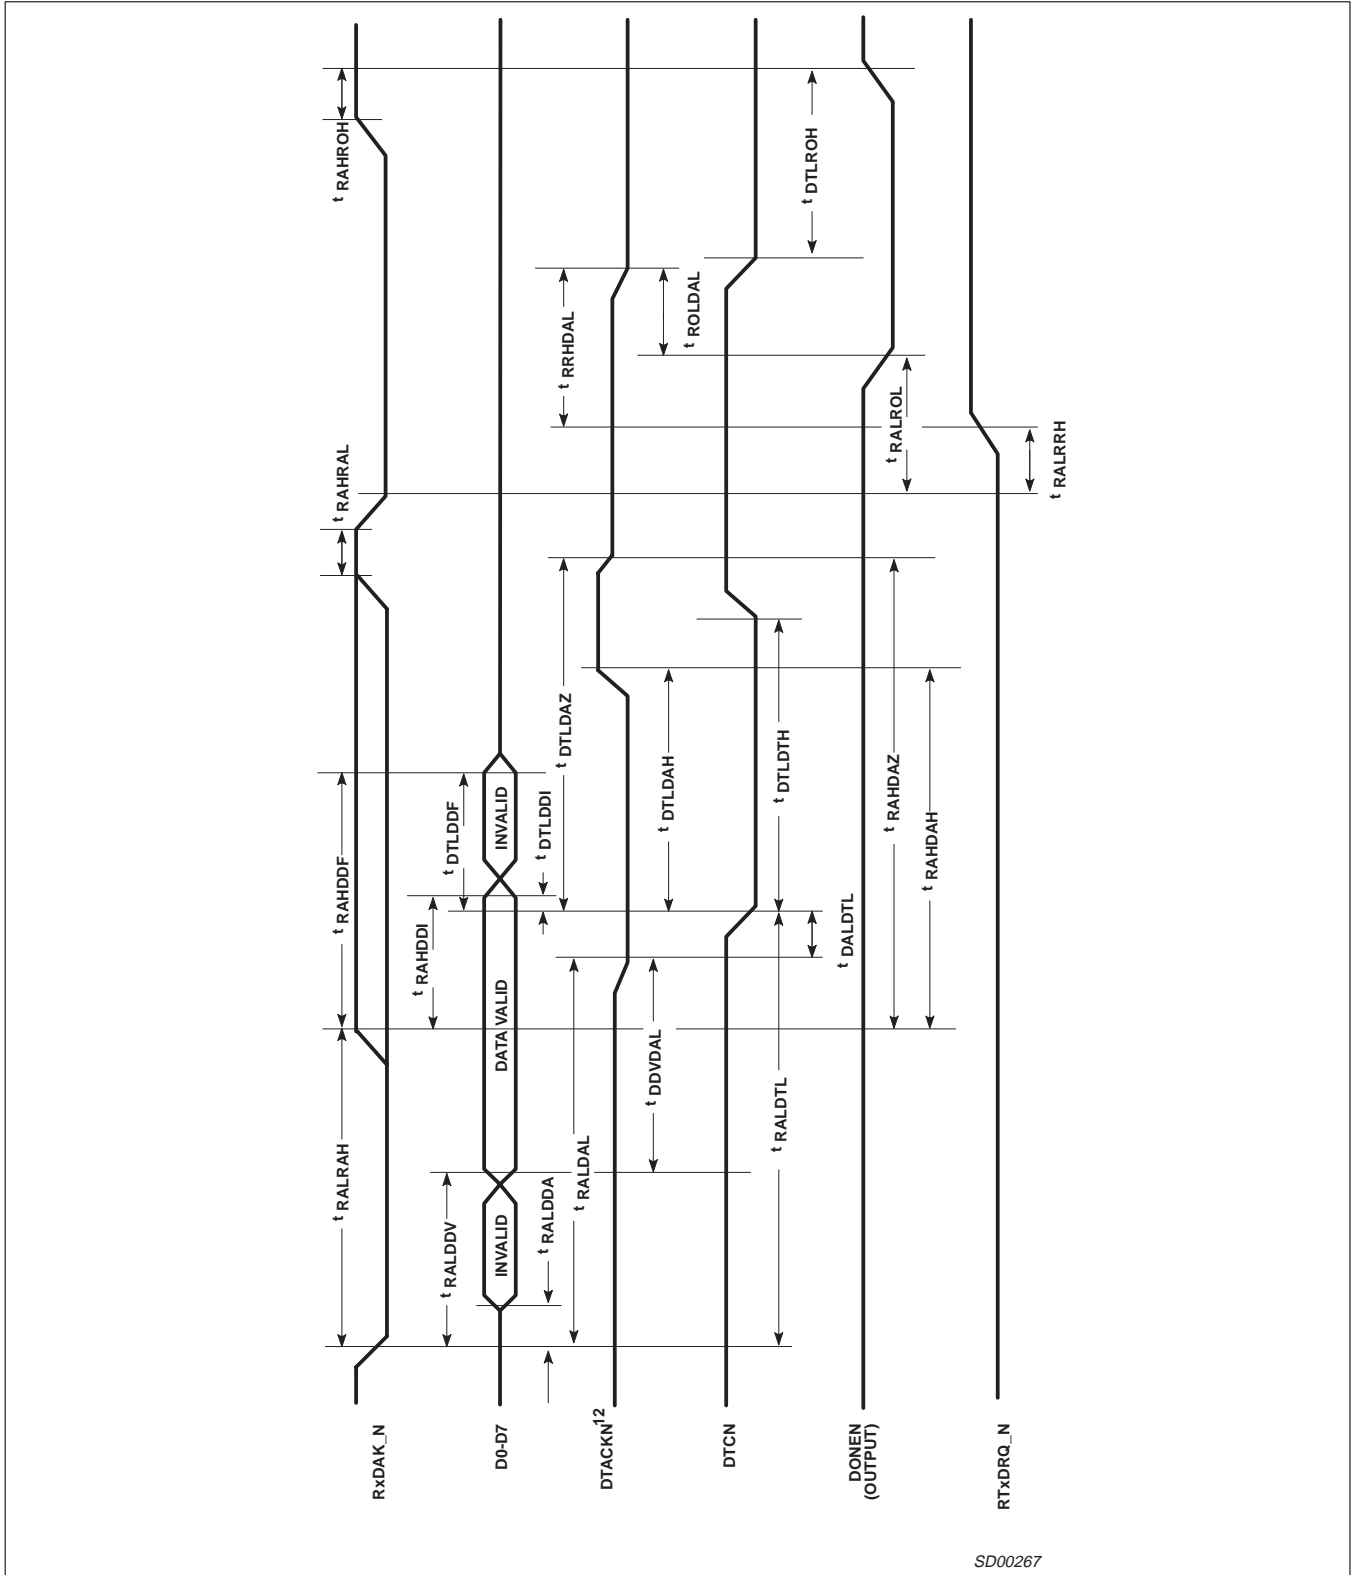 RxDAK_N
t RALRAH
t RAHDDF
t RAHRAL
t RAHROH
D0-D7
t RALDDV
INVALID
t RALDDA
DATA VALID
t RAHDDI
t DTLDDF
INVALID
t DTLDDI
DTACKN12
t RALDAL
t DDVDAL
t DTLDAZ
t DTLDAH
t RRHDAL
t ROLDAL
DTCN
t RALDTL
t DALDTL
t DTLDTH
t DTLROH
DONEN
(OUTPUT)
t RAHDAZ
t RAHDAH
t RALROL
RTxDRQ_N
t RALRRH
SD00267